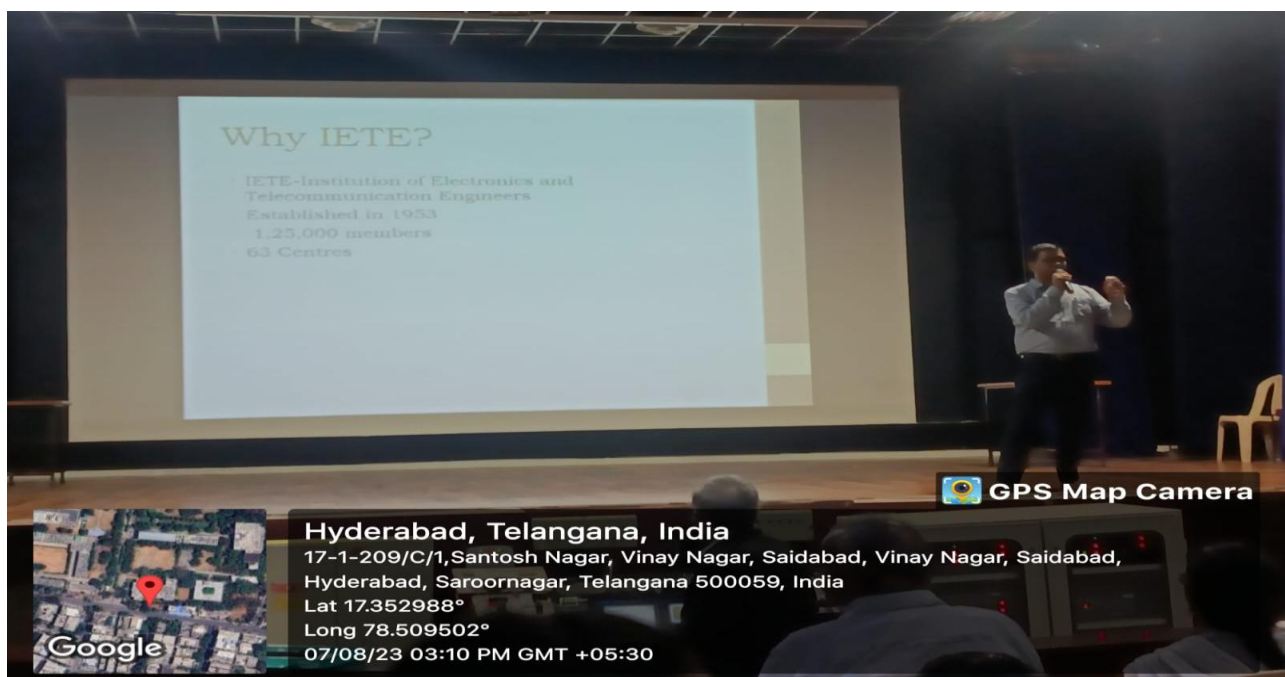 Why IETE?
IETE-Institution of Electronics and
Telecommunication Engineers
Established in 1953
1,25,000 members
63 Centres
GPS Map Camera
Hyderabad, Telangana, India
17-1-209/C/1,Santosh Nagar, Vinay Nagar, Saidabad, Vinay Nagar, Saidabad,
Hyderabad, Saroornagar, Telangana 500059, India
Lat 17.352988°
Long 78.509502°
07/08/23 03:10 PM GMT +05:30
Google